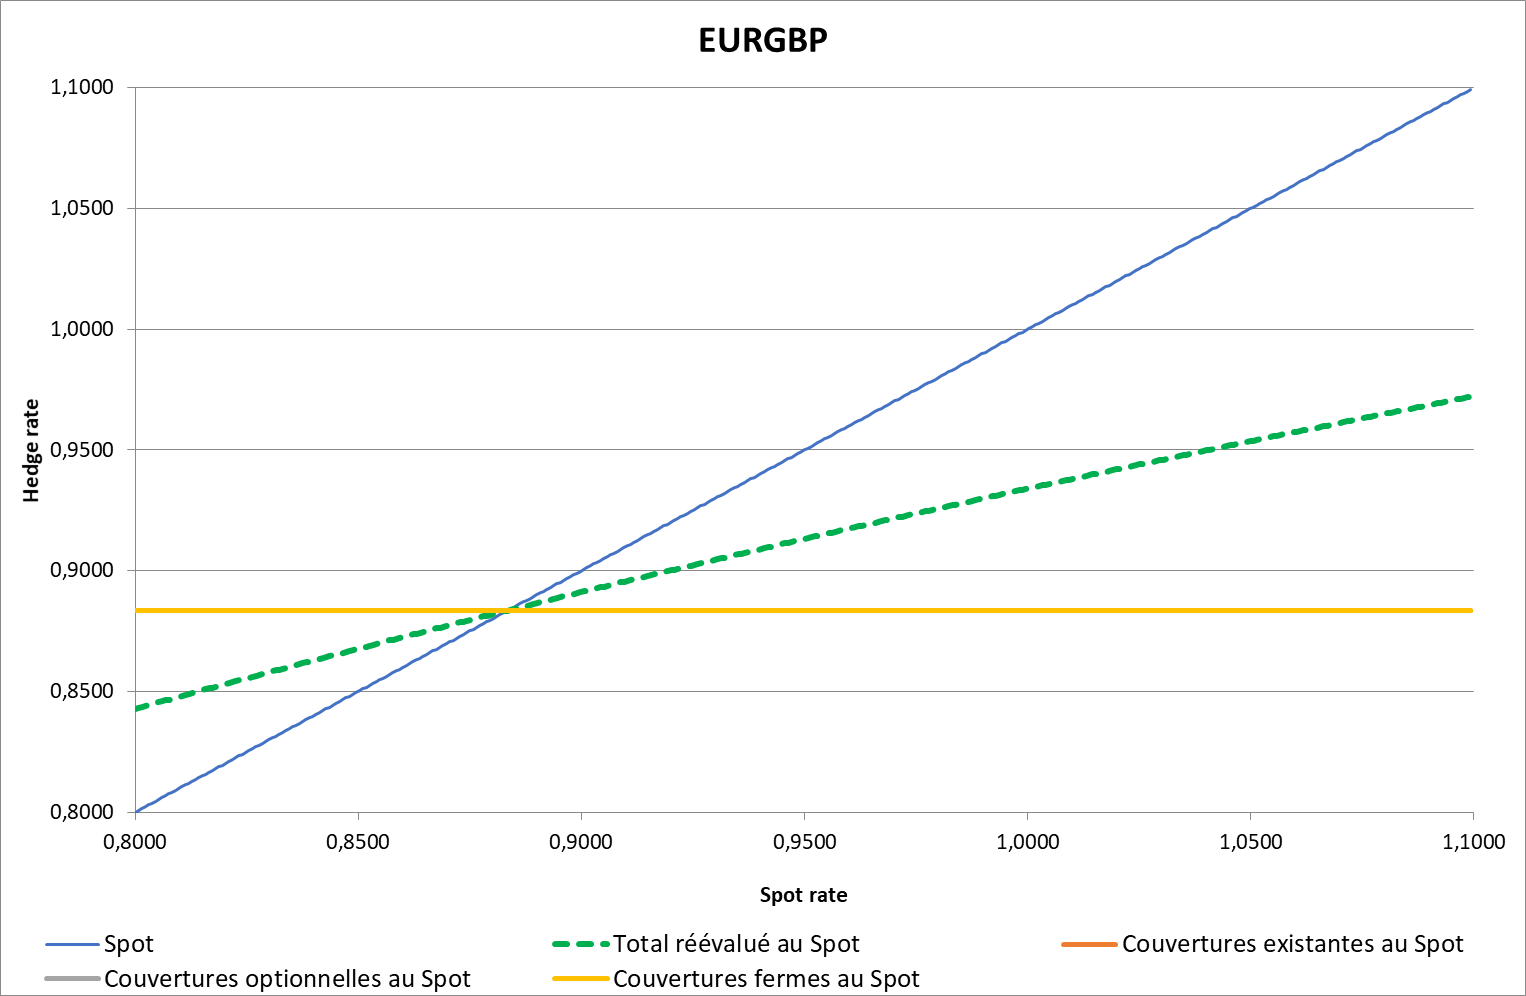 EURGBP
1,1000
1,0500
1,0000
0,9500
0,9000
0,8500
0,8000
Hedge rate
0,8000 0,8500 0,9000 0,9500 1,0000 1,0500 1,1000
Spot rate
Spot Total réévalué au Spot Couvertures existantes au Spot
Couvertures optionnelles au Spot Couvertures fermes au Spot